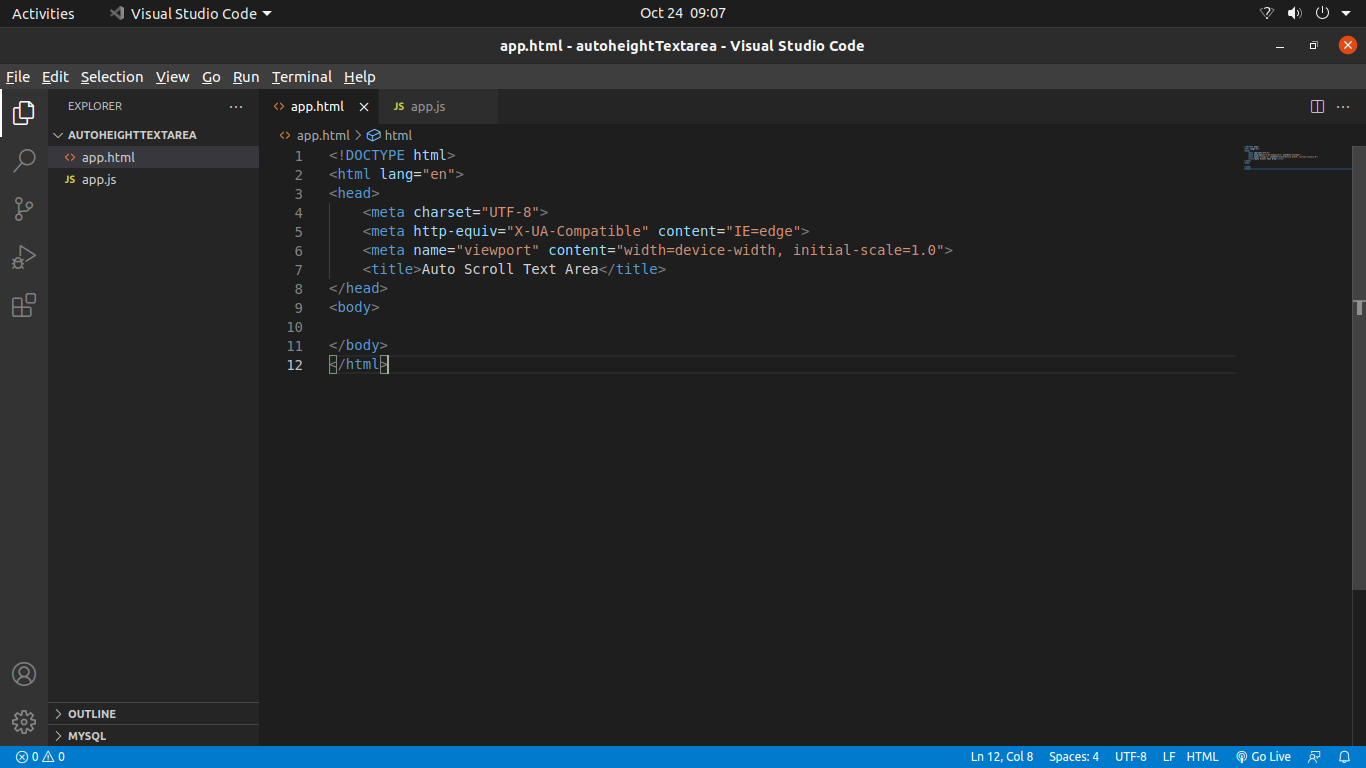 Activities Visual Studio Code Oct 24 09:07
app.html - autoheightTextarea - Visual Studio Code
File Edit Selection View Go Run Terminal Help
EXPLORER
AUTOHEIGHTTEXTAREA
app.html
JS app.js
OUTLINE
MYSQL
app.html JS app.js
app.html > html
1 <!DOCTYPE html>
2 <html lang="en">
3 <head>
4     <meta charset="UTF-8">
5     <meta http-equiv="X-UA-Compatible" content="IE=edge">
6     <meta name="viewport" content="width=device-width, initial-scale=1.0">
7     <title>Auto Scroll Text Area</title>
8 </head>
9 <body>
10
11 </body>
12 </html>
0 0 Ln 12, Col 8 Spaces: 4 UTF-8 LF HTML Go Live